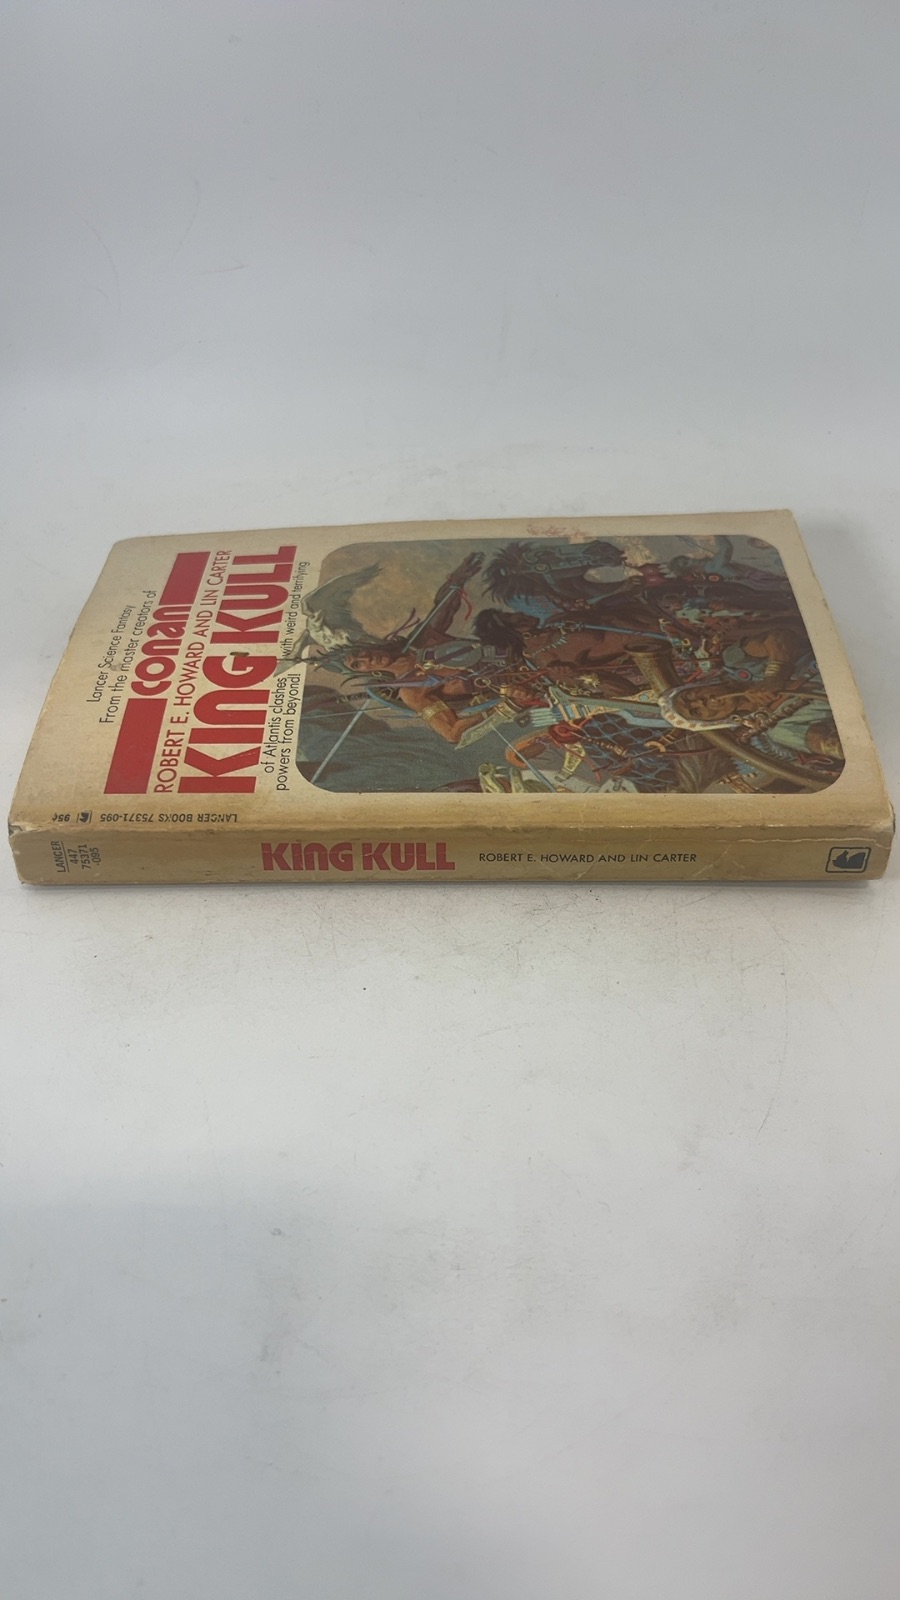 Lancer Science Fantasy
From the master creators of
conan
ROBERT E. HOWARD AND LIN CARTER
KING KULL
of Atlantis clashes with weird and terrifying
powers from beyond!
LANCER BOOKS 75371-095 95¢
LANCER
447
75371
-095
KING KULL ROBERT E. HOWARD AND LIN CARTER